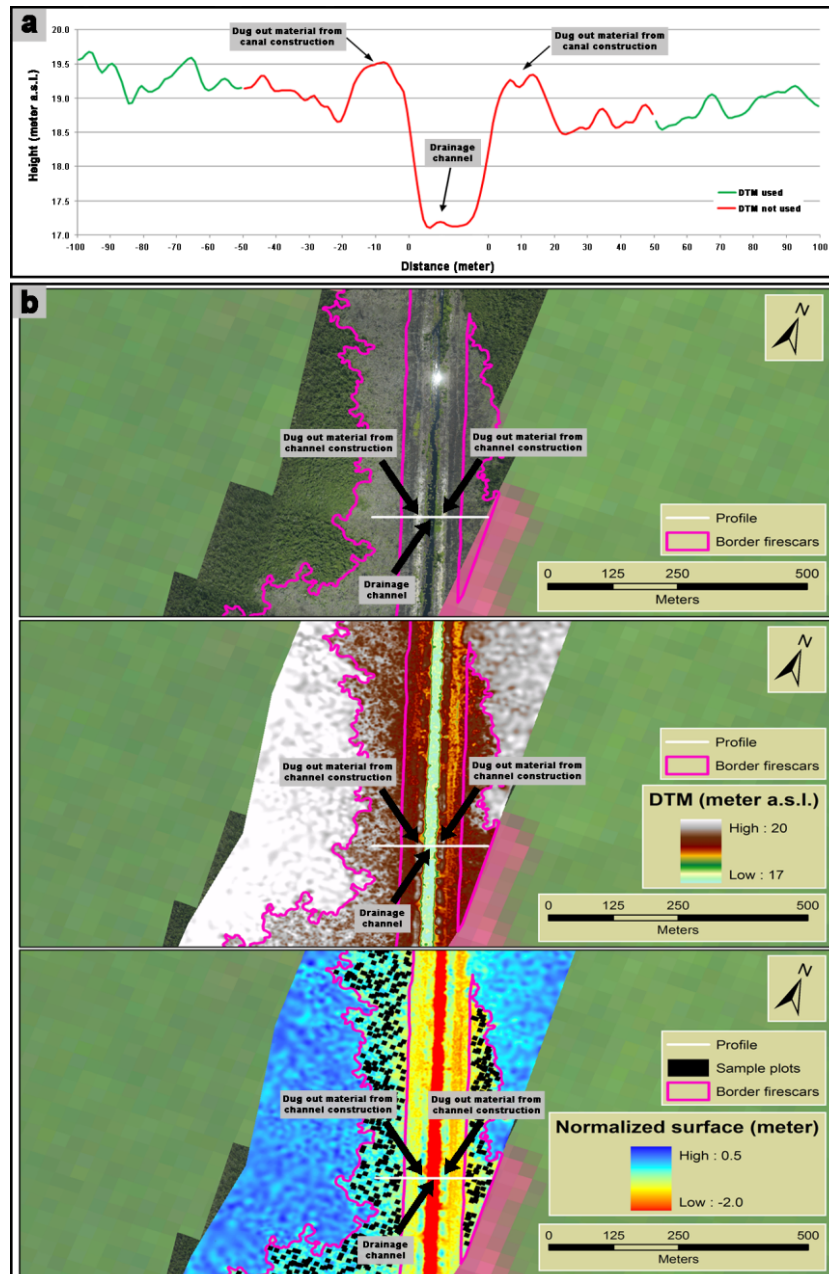 a
Dug out material from
canal construction
Dug out material from
canal construction
Height (meter a.s.l.)
20.0
19.5
19.0
18.5
18.0
17.5
17.0
Drainage
channel
DTM used
DTM not used
-100 -90 -80 -70 -60 -50 -40 -30 -20 -10 0 0 10 20 30 40 50 60 70 80 90 100
Distance (meter)
b
N
Dug out material from
channel construction
Dug out material from
channel construction
Drainage
channel
Profile
Border firescars
0 125 250 500
Meters
N
Dug out material from
channel construction
Dug out material from
channel construction
Drainage
channel
Profile
Border firescars
DTM (meter a.s.l.)
High : 20
Low : 17
0 125 250 500
Meters
N
Dug out material from
channel construction
Dug out material from
channel construction
Drainage
channel
Profile
Sample plots
Border firescars
Normalized surface (meter)
High : 0.5
Low : -2.0
0 125 250 500
Meters